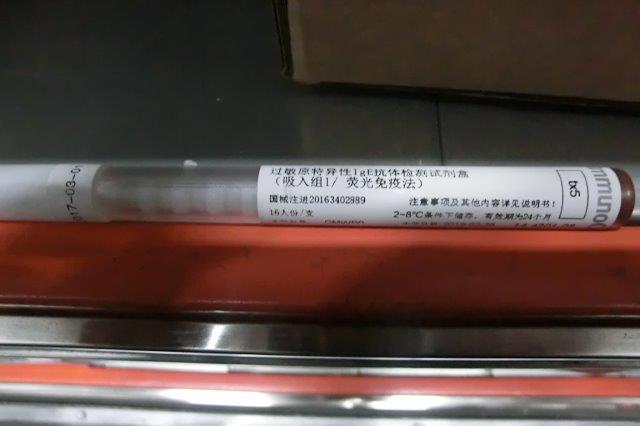 过敏原特异性IgE抗体检测试剂盒
(吸入组1/ 荧光免疫法)
国械注进20163402889
注意事项及其他内容详见说明书!
16人份/支
2~8℃条件下储存, 有效期为24个月
tx5
mmuno
017-03-0